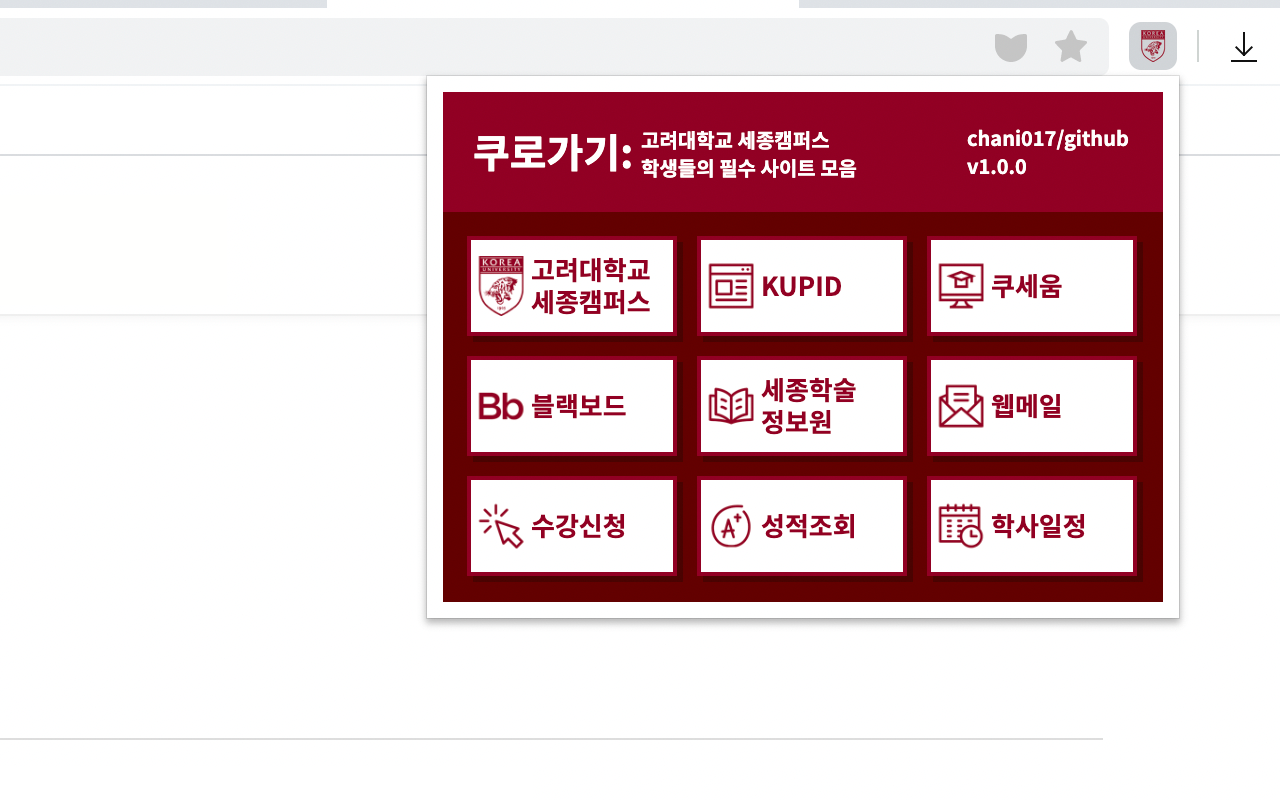 쿠로가기:
고려대학교 세종캠퍼스
학생들의 필수 사이트 모음
chani017/github
v1.0.0
KOREA
UNIVERSITY
고려대학교
세종캠퍼스
KUPID
쿠세움
Bb 블랙보드
세종학술
정보원
웹메일
수강신청
A+ 성적조회
학사일정